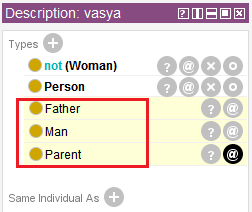 Description: vasya
Types
not (Woman)
Person
Father
Man
Parent
Same Individual As